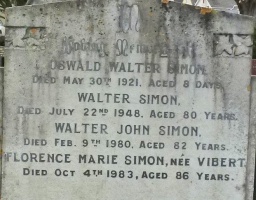 OSWALD WALTER SIMON,
DIED MAY 30TH 1921, AGED 8 DAYS
WALTER SIMON,
DIED JULY 22ND 1948, AGED 80 YEARS.
WALTER JOHN SIMON,
DIED FEB. 9TH 1980, AGED 82 YEARS.
FLORENCE MARIE SIMON, NÉE VIBERT,
DIED OCT 4TH 1983, AGED 86 YEARS.